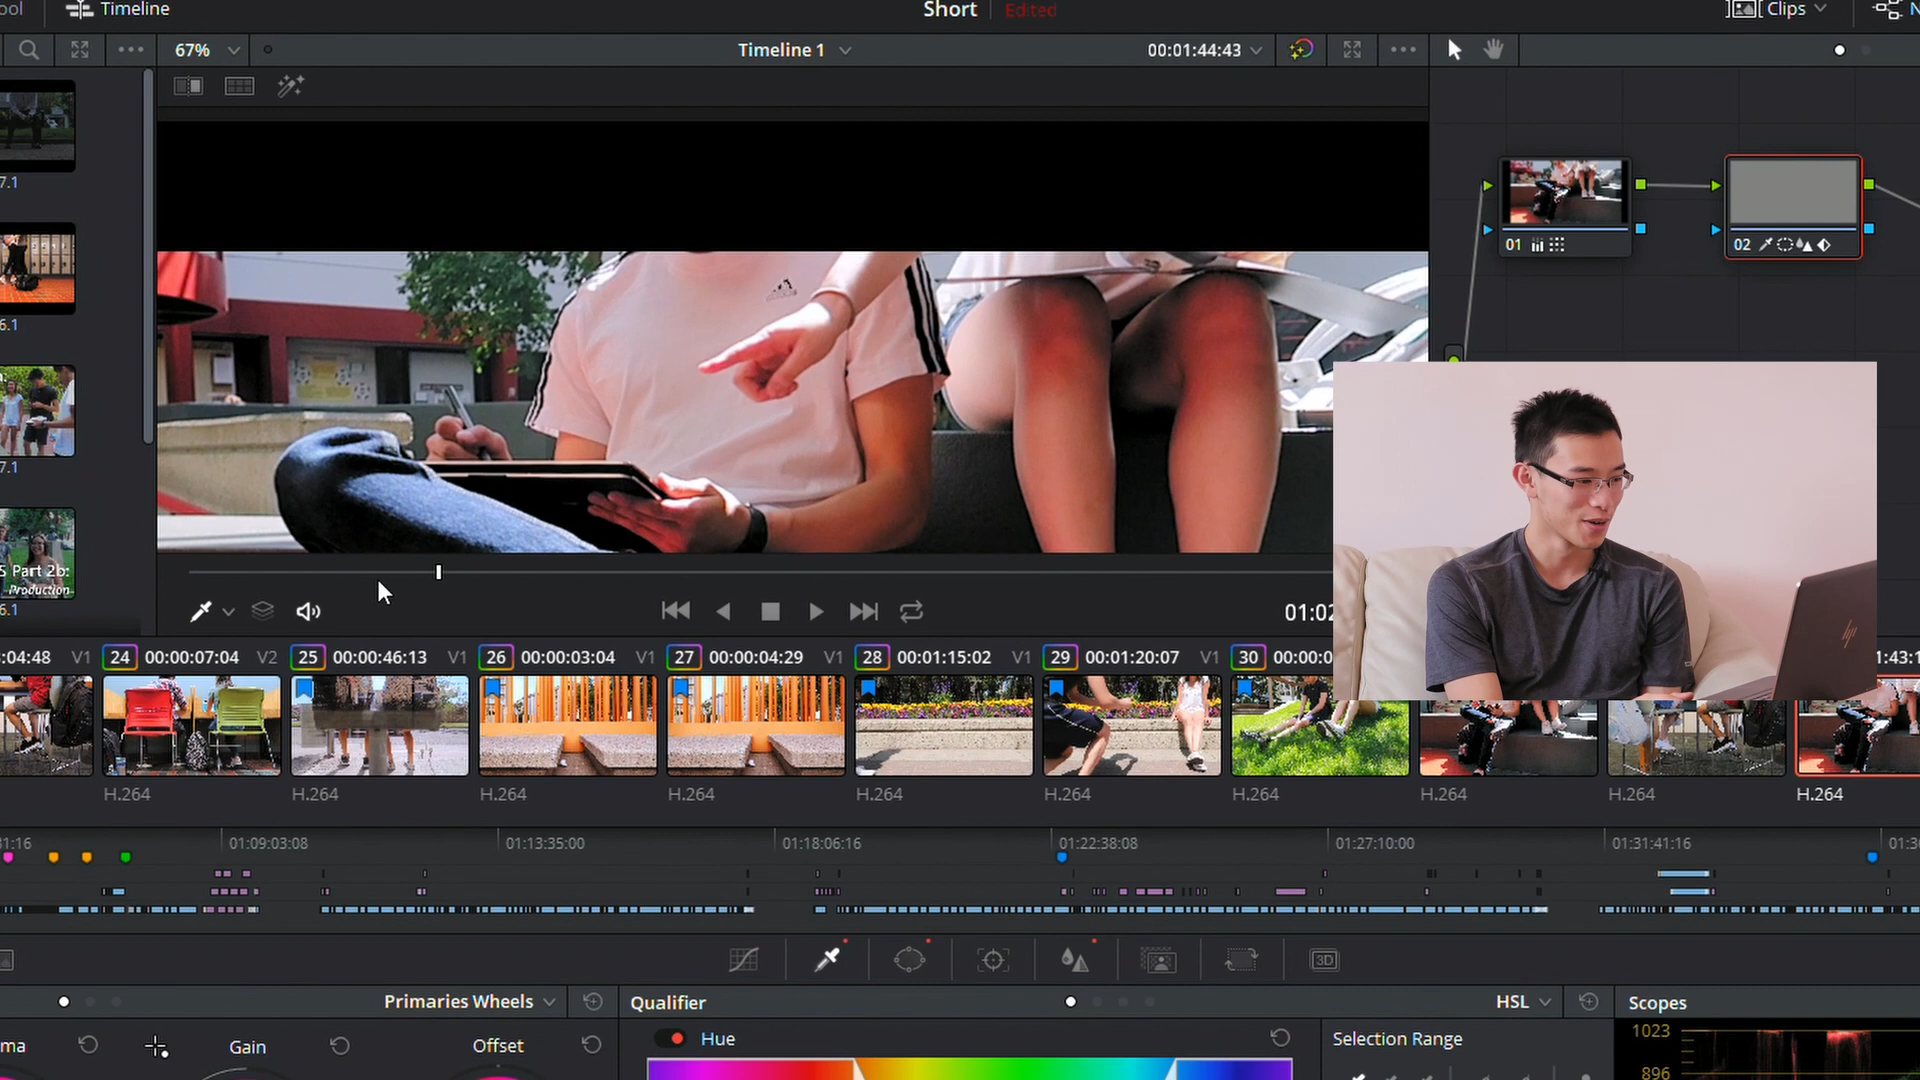 ool
Timeline
Short
Edited
Clips
N
67%
Timeline 1
00:01:44:43
7.1
6.1
7.1
S Part 2b:
Production
6.1
01
02
01:02
:04:48 V1
24 00:00:07:04 V2
25 00:00:46:13 V1
26 00:00:03:04 V1
27 00:00:04:29 V1
28 00:01:15:02 V1
29 00:01:20:07 V1
30 00:00:0
1:43:1
H.264
H.264
H.264
H.264
H.264
H.264
H.264
H.264
H.264
H.264
01:09:03:08
01:13:35:00
01:18:06:16
01:22:38:08
01:27:10:00
01:31:41:16
3D
Primaries Wheels
Qualifier
HSL
Scopes
ma
Gain
Offset
Hue
Selection Range
1023
896